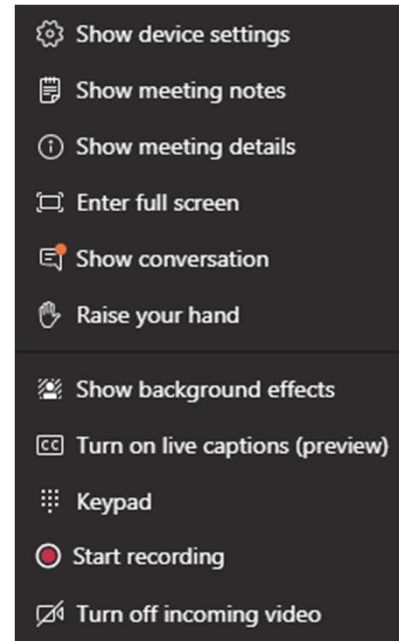 Show device settings
Show meeting notes
Show meeting details
Enter full screen
Show conversation
Raise your hand
Show background effects
CC Turn on live captions (preview)
Keypad
Start recording
Turn off incoming video